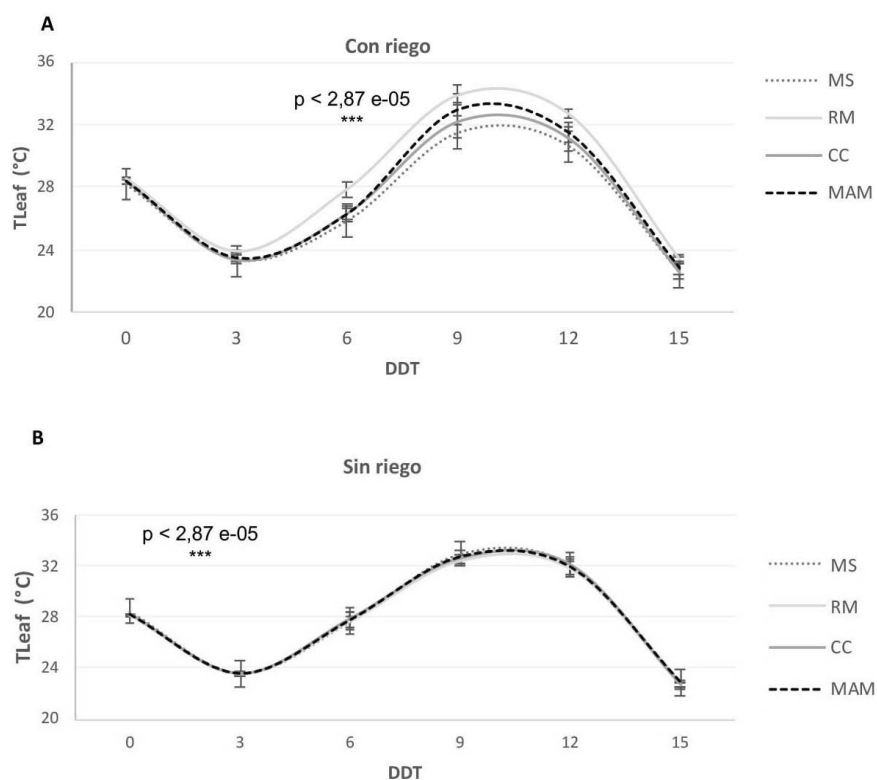 A
Con riego
36
32
28
24
20
TLeaf (°C)
p < 2,87 e-05
***
0 3 6 9 12 15
DDT
MS
RM
CC
MAM
B
Sin riego
36
32
28
24
20
TLeaf (°C)
p < 2,87 e-05
***
0 3 6 9 12 15
DDT
MS
RM
CC
MAM